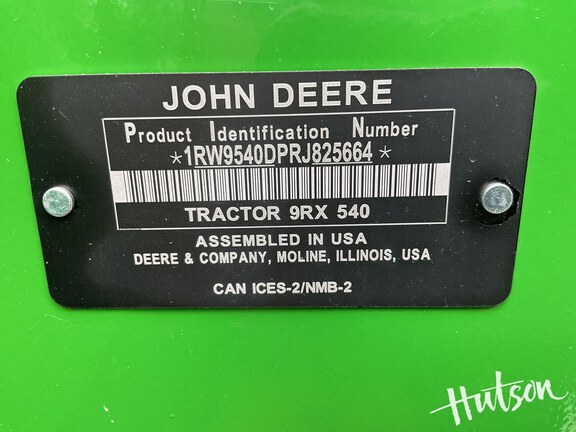 JOHN DEERE
Product Identification Number
*1RW9540DPRJ825664*
TRACTOR 9RX 540
ASSEMBLED IN USA
DEERE & COMPANY, MOLINE, ILLINOIS, USA
CAN ICES-2/NMB-2
Hutson